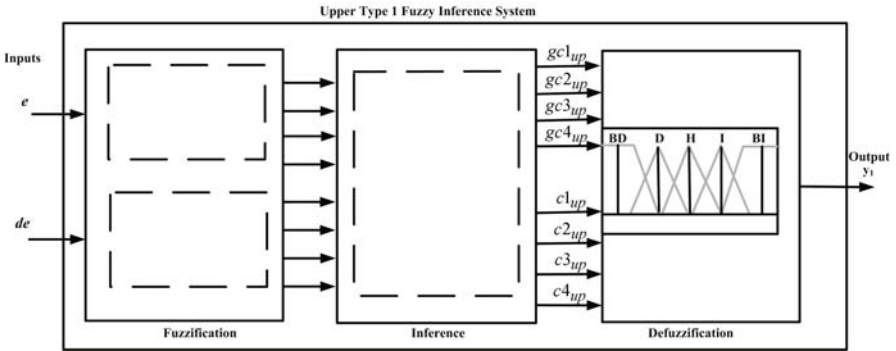 Upper Type 1 Fuzzy Inference System
Inputs
e
de
gc1up
gc2up
gc3up
gc4up
c1up
c2up
c3up
c4up
BD D H I BI
Output
y1
Fuzzification
Inference
Defuzzification